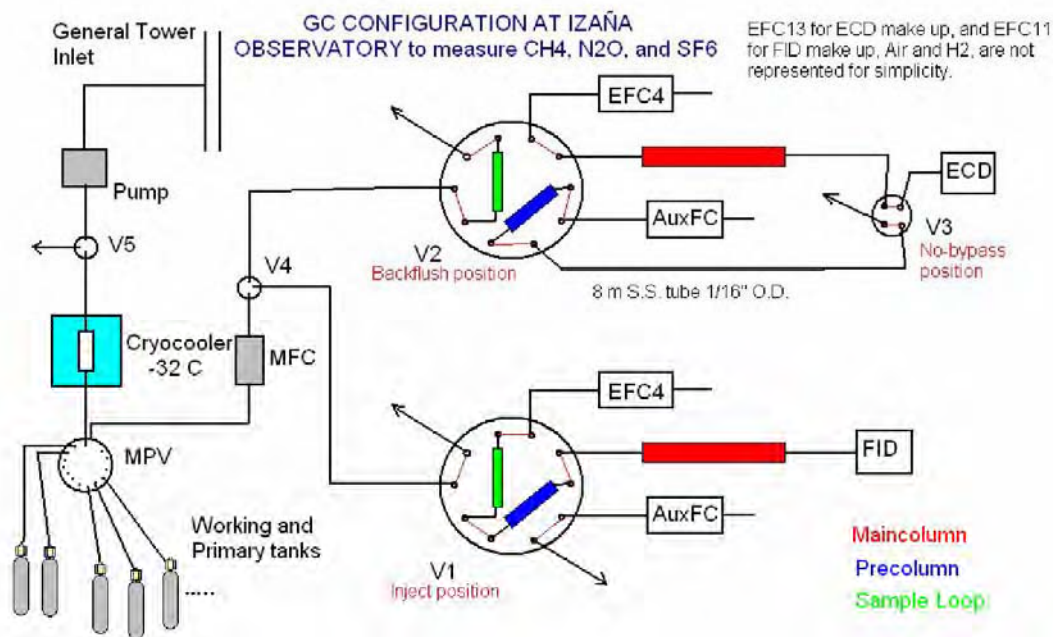 GC CONFIGURATION AT IZAÑA
OBSERVATORY to measure CH4, N2O, and SF6
EFC13 for ECD make up, and EFC11
for FID make up, Air and H2, are not
represented for simplicity.
General Tower
Inlet
Pump
V5
Cryocooler
-32 C
MPV
Working and
Primary tanks
.....
V4
MFC
EFC4
AuxFC
V2
Backflush position
ECD
V3
No-bypass
position
8 m S.S. tube 1/16" O.D.
EFC4
FID
AuxFC
V1
Inject position
Maincolumn
Precolumn
Sample Loop